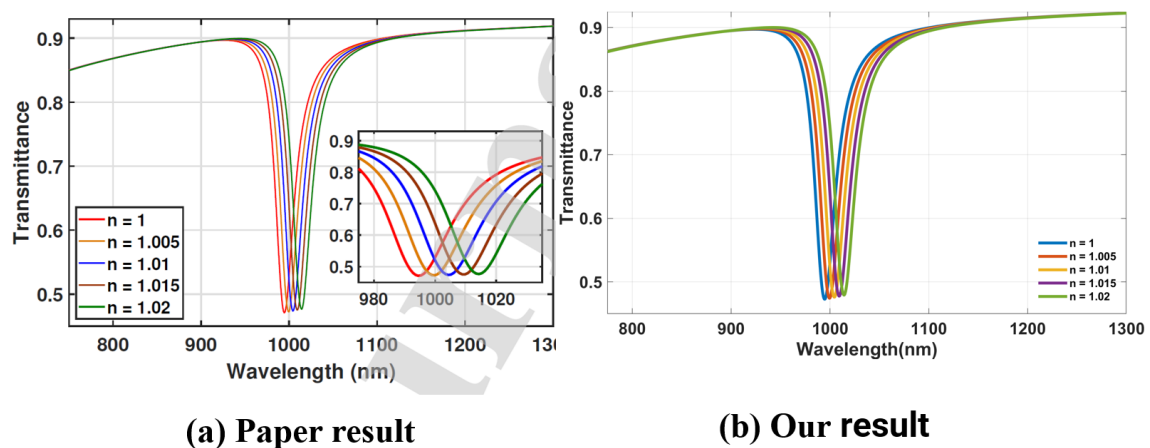 0.9
0.8
0.7
0.6
0.5
Transmittance
n = 1
n = 1.005
n = 1.01
n = 1.015
n = 1.02
0.9
0.8
0.7
0.6
0.5
980 1000 1020
800 900 1000 1100 1200 130
Wavelength (nm)
(a) Paper result
0.9
0.8
0.7
0.6
0.5
Transmittance
n = 1
n = 1.005
n = 1.01
n = 1.015
n = 1.02
800 900 1000 1100 1200 1300
Wavelength(nm)
(b) Our result